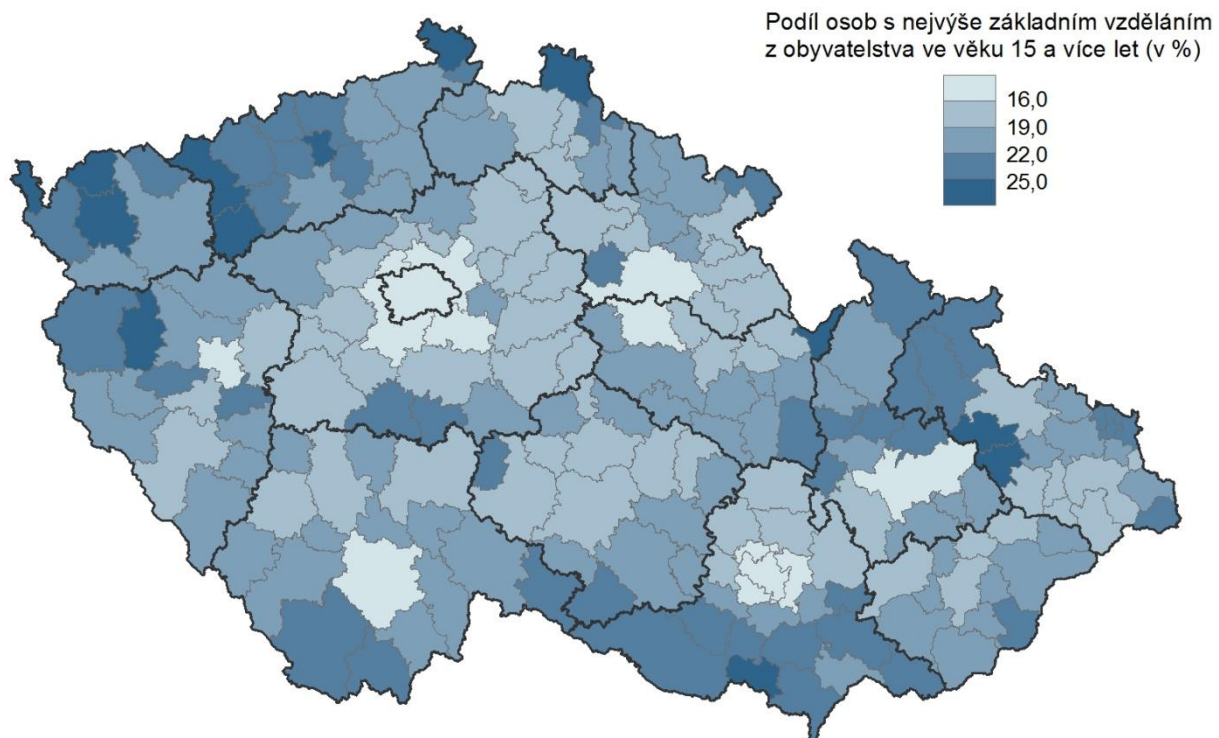 Podíl osob s nejvýše základním vzděláním
z obyvatelstva ve věku 15 a více let (v %)
16,0
19,0
22,0
25,0